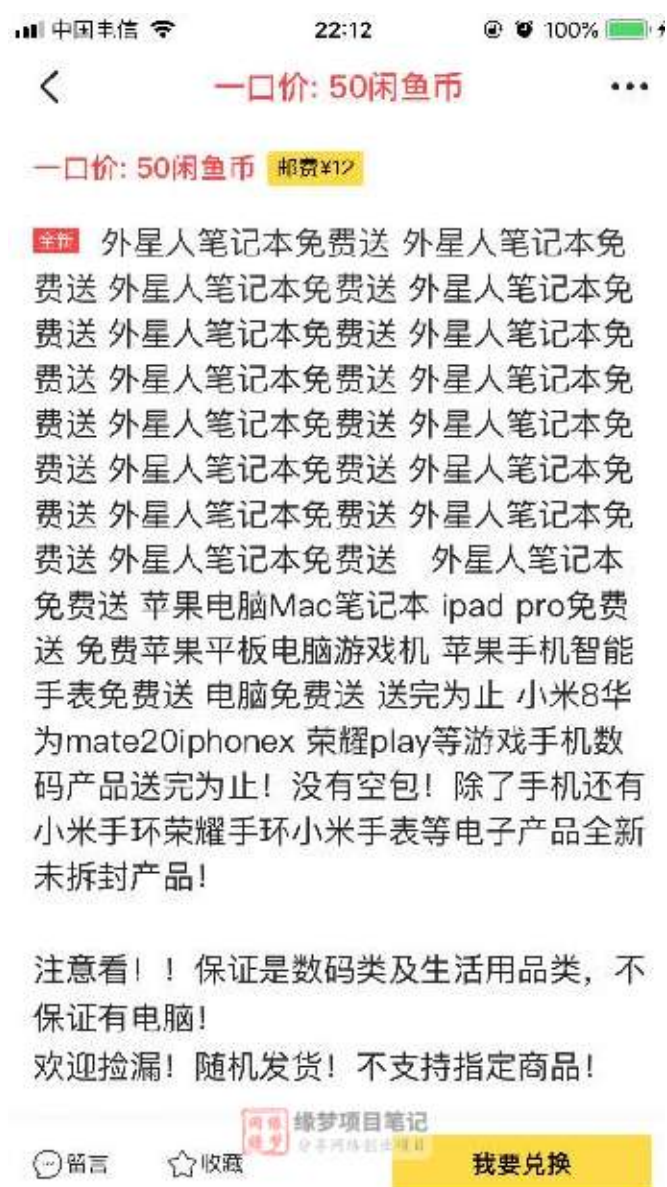 中国电信 22:12 100%
一口价: 50闲鱼币
一口价: 50闲鱼币 邮费¥12
全新 外星人笔记本免费送 外星人笔记本免
费送 外星人笔记本免费送 外星人笔记本免
费送 外星人笔记本免费送 外星人笔记本免
费送 外星人笔记本免费送 外星人笔记本免
费送 外星人笔记本免费送 外星人笔记本免
费送 外星人笔记本免费送 外星人笔记本免
费送 外星人笔记本免费送 外星人笔记本免
费送 外星人笔记本免费送 外星人笔记本
免费送 苹果电脑Mac笔记本 ipad pro免费
送 免费苹果平板电脑游戏机 苹果手机智能
手表免费送 电脑免费送 送完为止 小米8华
为mate20iphonex 荣耀play等游戏手机数
码产品送完为止！没有空包！除了手机还有
小米手环荣耀手环小米手表等电子产品全新
未拆封产品！
注意看！！保证是数码类及生活用品类，不
保证有电脑！
欢迎捡漏！随机发货！不支持指定商品！
缘梦项目笔记
分享网络创业项目
留言 收藏 我要兑换